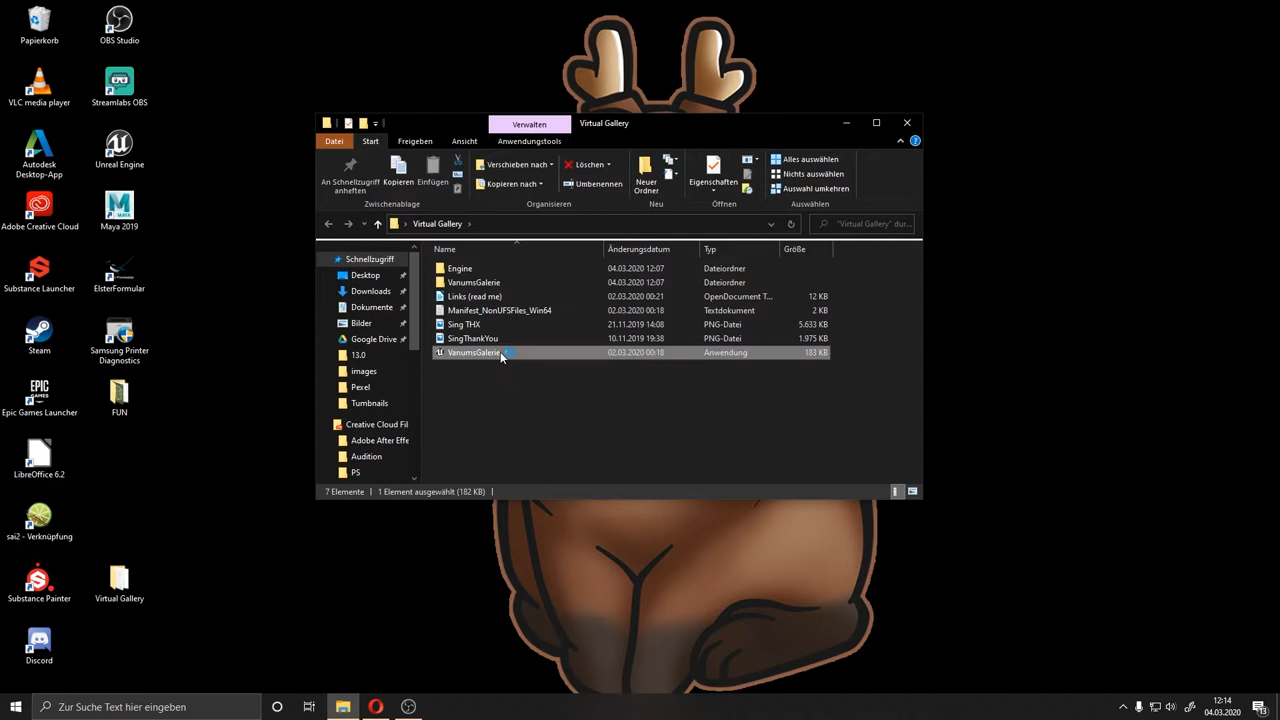 Papierkorb
OBS Studio
VLC media player
Streamlabs OBS
Autodesk
Desktop-App
Unreal Engine
Adobe Creative Cloud
Maya 2019
Substance Launcher
ElsterFormular
Steam
Samsung Printer
Diagnostics
Epic Games Launcher
FUN
LibreOffice 6.2
sai2 - Verknüpfung
Substance Painter
Virtual Gallery
Discord
Verwalten
Virtual Gallery
Datei
Start
Freigeben
Ansicht
Anwendungstools
An Schnellzugriff
anheften
Kopieren
Einfügen
Zwischenablage
Verschieben nach
Kopieren nach
Löschen
Umbenennen
Organisieren
Neuer
Ordner
Neu
Eigenschaften
Öffnen
Alles auswählen
Nichts auswählen
Auswahl umkehren
Auswählen
Virtual Gallery
"Virtual Gallery" dur...
Schnellzugriff
Desktop
Downloads
Dokumente
Bilder
Google Drive
13.0
images
Pexel
Tumbnails
Creative Cloud Fil
Adobe After Effe
Audition
PS
Name Änderungsdatum Typ Größe
Engine 04.03.2020 12:07 Dateiordner
VanumsGalerie 04.03.2020 12:07 Dateiordner
Links (read me) 02.03.2020 00:21 OpenDocument T... 12 KB
Manifest_NonUFSFiles_Win64 02.03.2020 00:18 Textdokument 2 KB
Sing THX 21.11.2019 14:08 PNG-Datei 5.633 KB
SingThankYou 10.11.2019 19:38 PNG-Datei 1.975 KB
VanumsGalerie 02.03.2020 00:18 Anwendung 183 KB
7 Elemente 1 Element ausgewählt (182 KB)
Zur Suche Text hier eingeben
12:14
04.03.2020
13